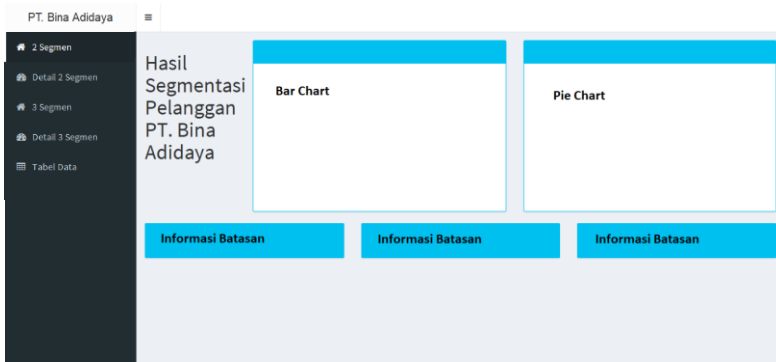 PT. Bina Adidaya
2 Segmen
Detail 2 Segmen
3 Segmen
Detail 3 Segmen
Tabel Data
Hasil
Segmentasi
Pelanggan
PT. Bina
Adidaya
Bar Chart
Pie Chart
Informasi Batasan
Informasi Batasan
Informasi Batasan